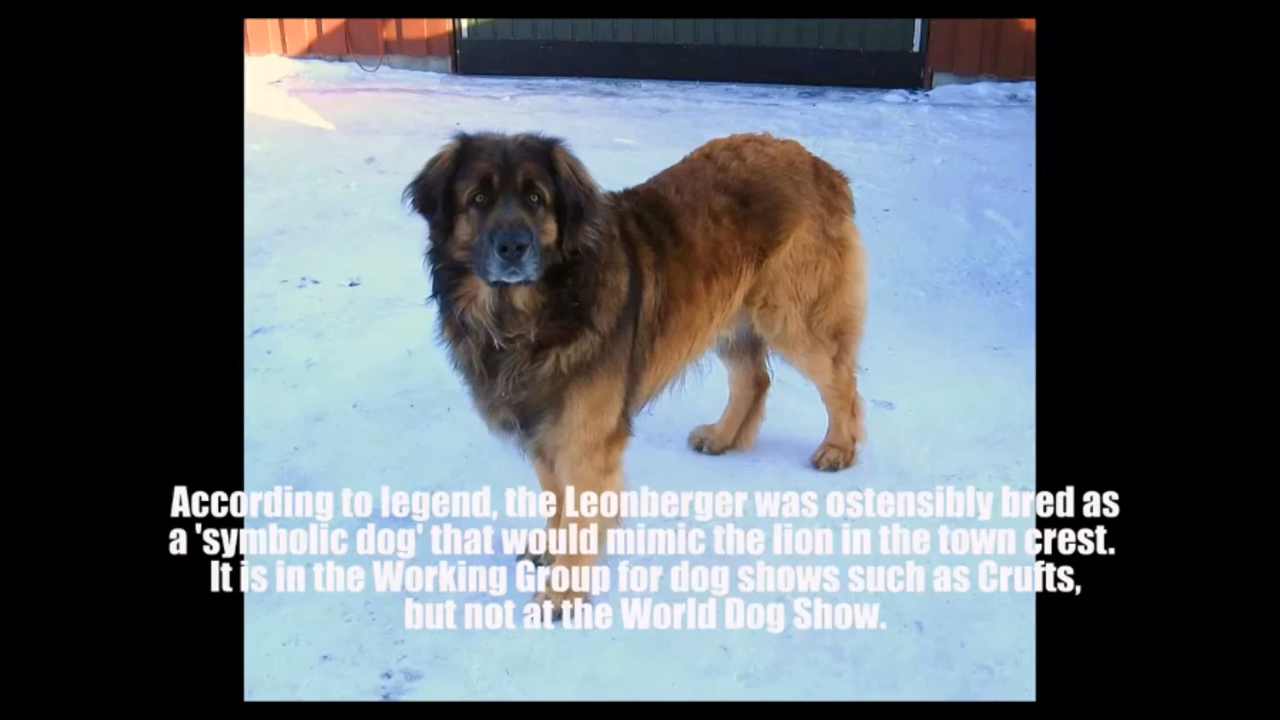 According to legend, the Leonberger was ostensibly bred as
a 'symbolic dog' that would mimic the lion in the town crest.
It is in the Working Group for dog shows such as Crufts,
but not at the World Dog Show.